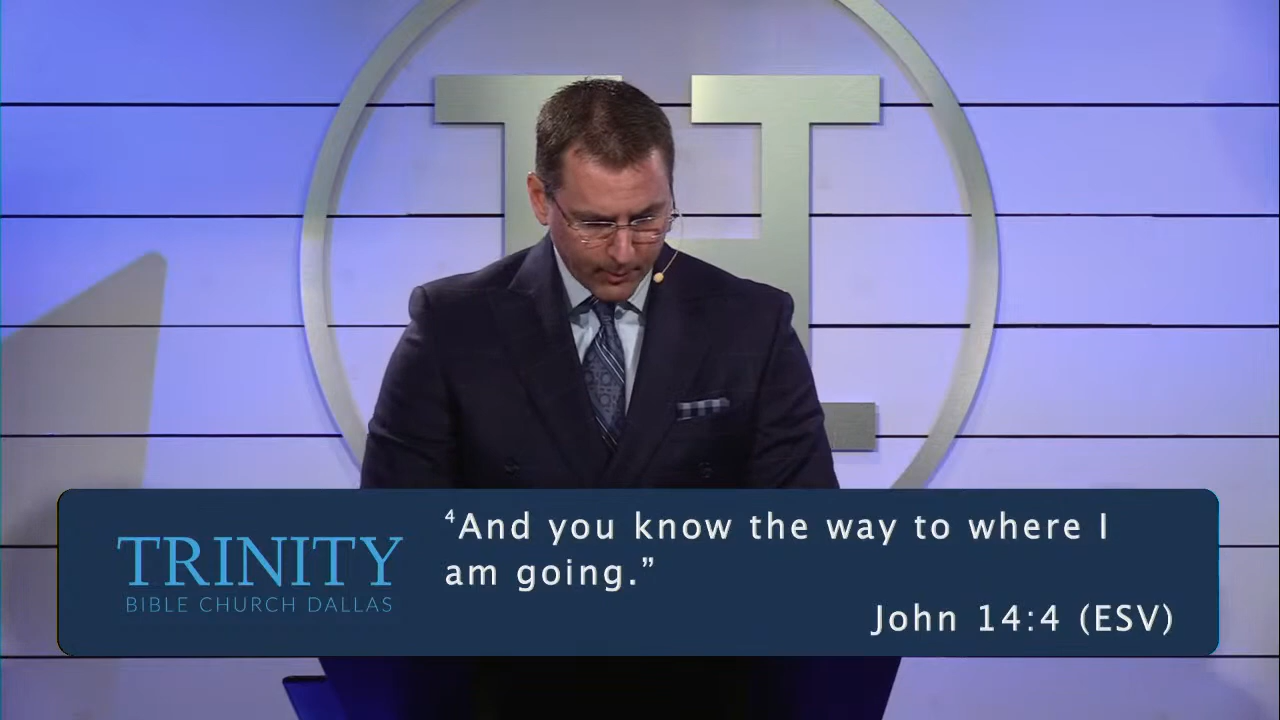 TRINITY
BIBLE CHURCH DALLAS
⁴And you know the way to where I
am going.”
John 14:4 (ESV)